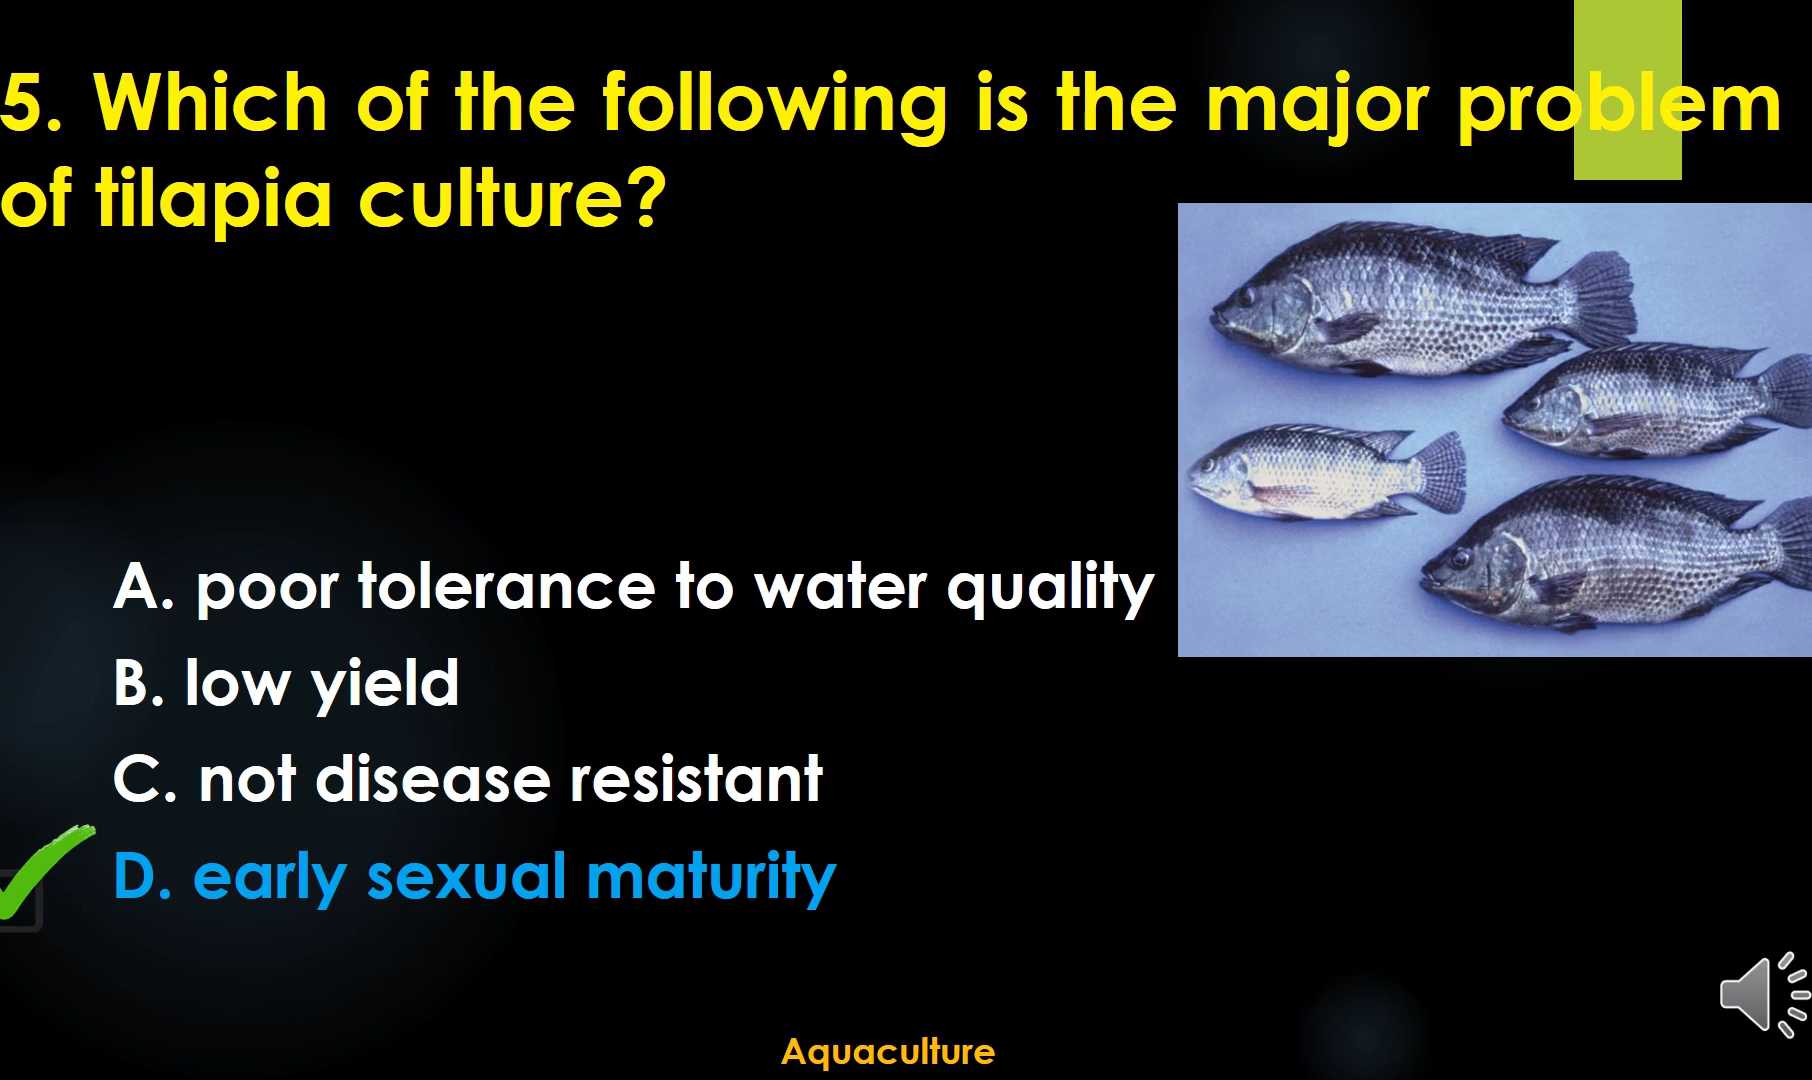 5. Which of the following is the major problem
of tilapia culture?
A. poor tolerance to water quality
B. low yield
C. not disease resistant
D. early sexual maturity
Aquaculture